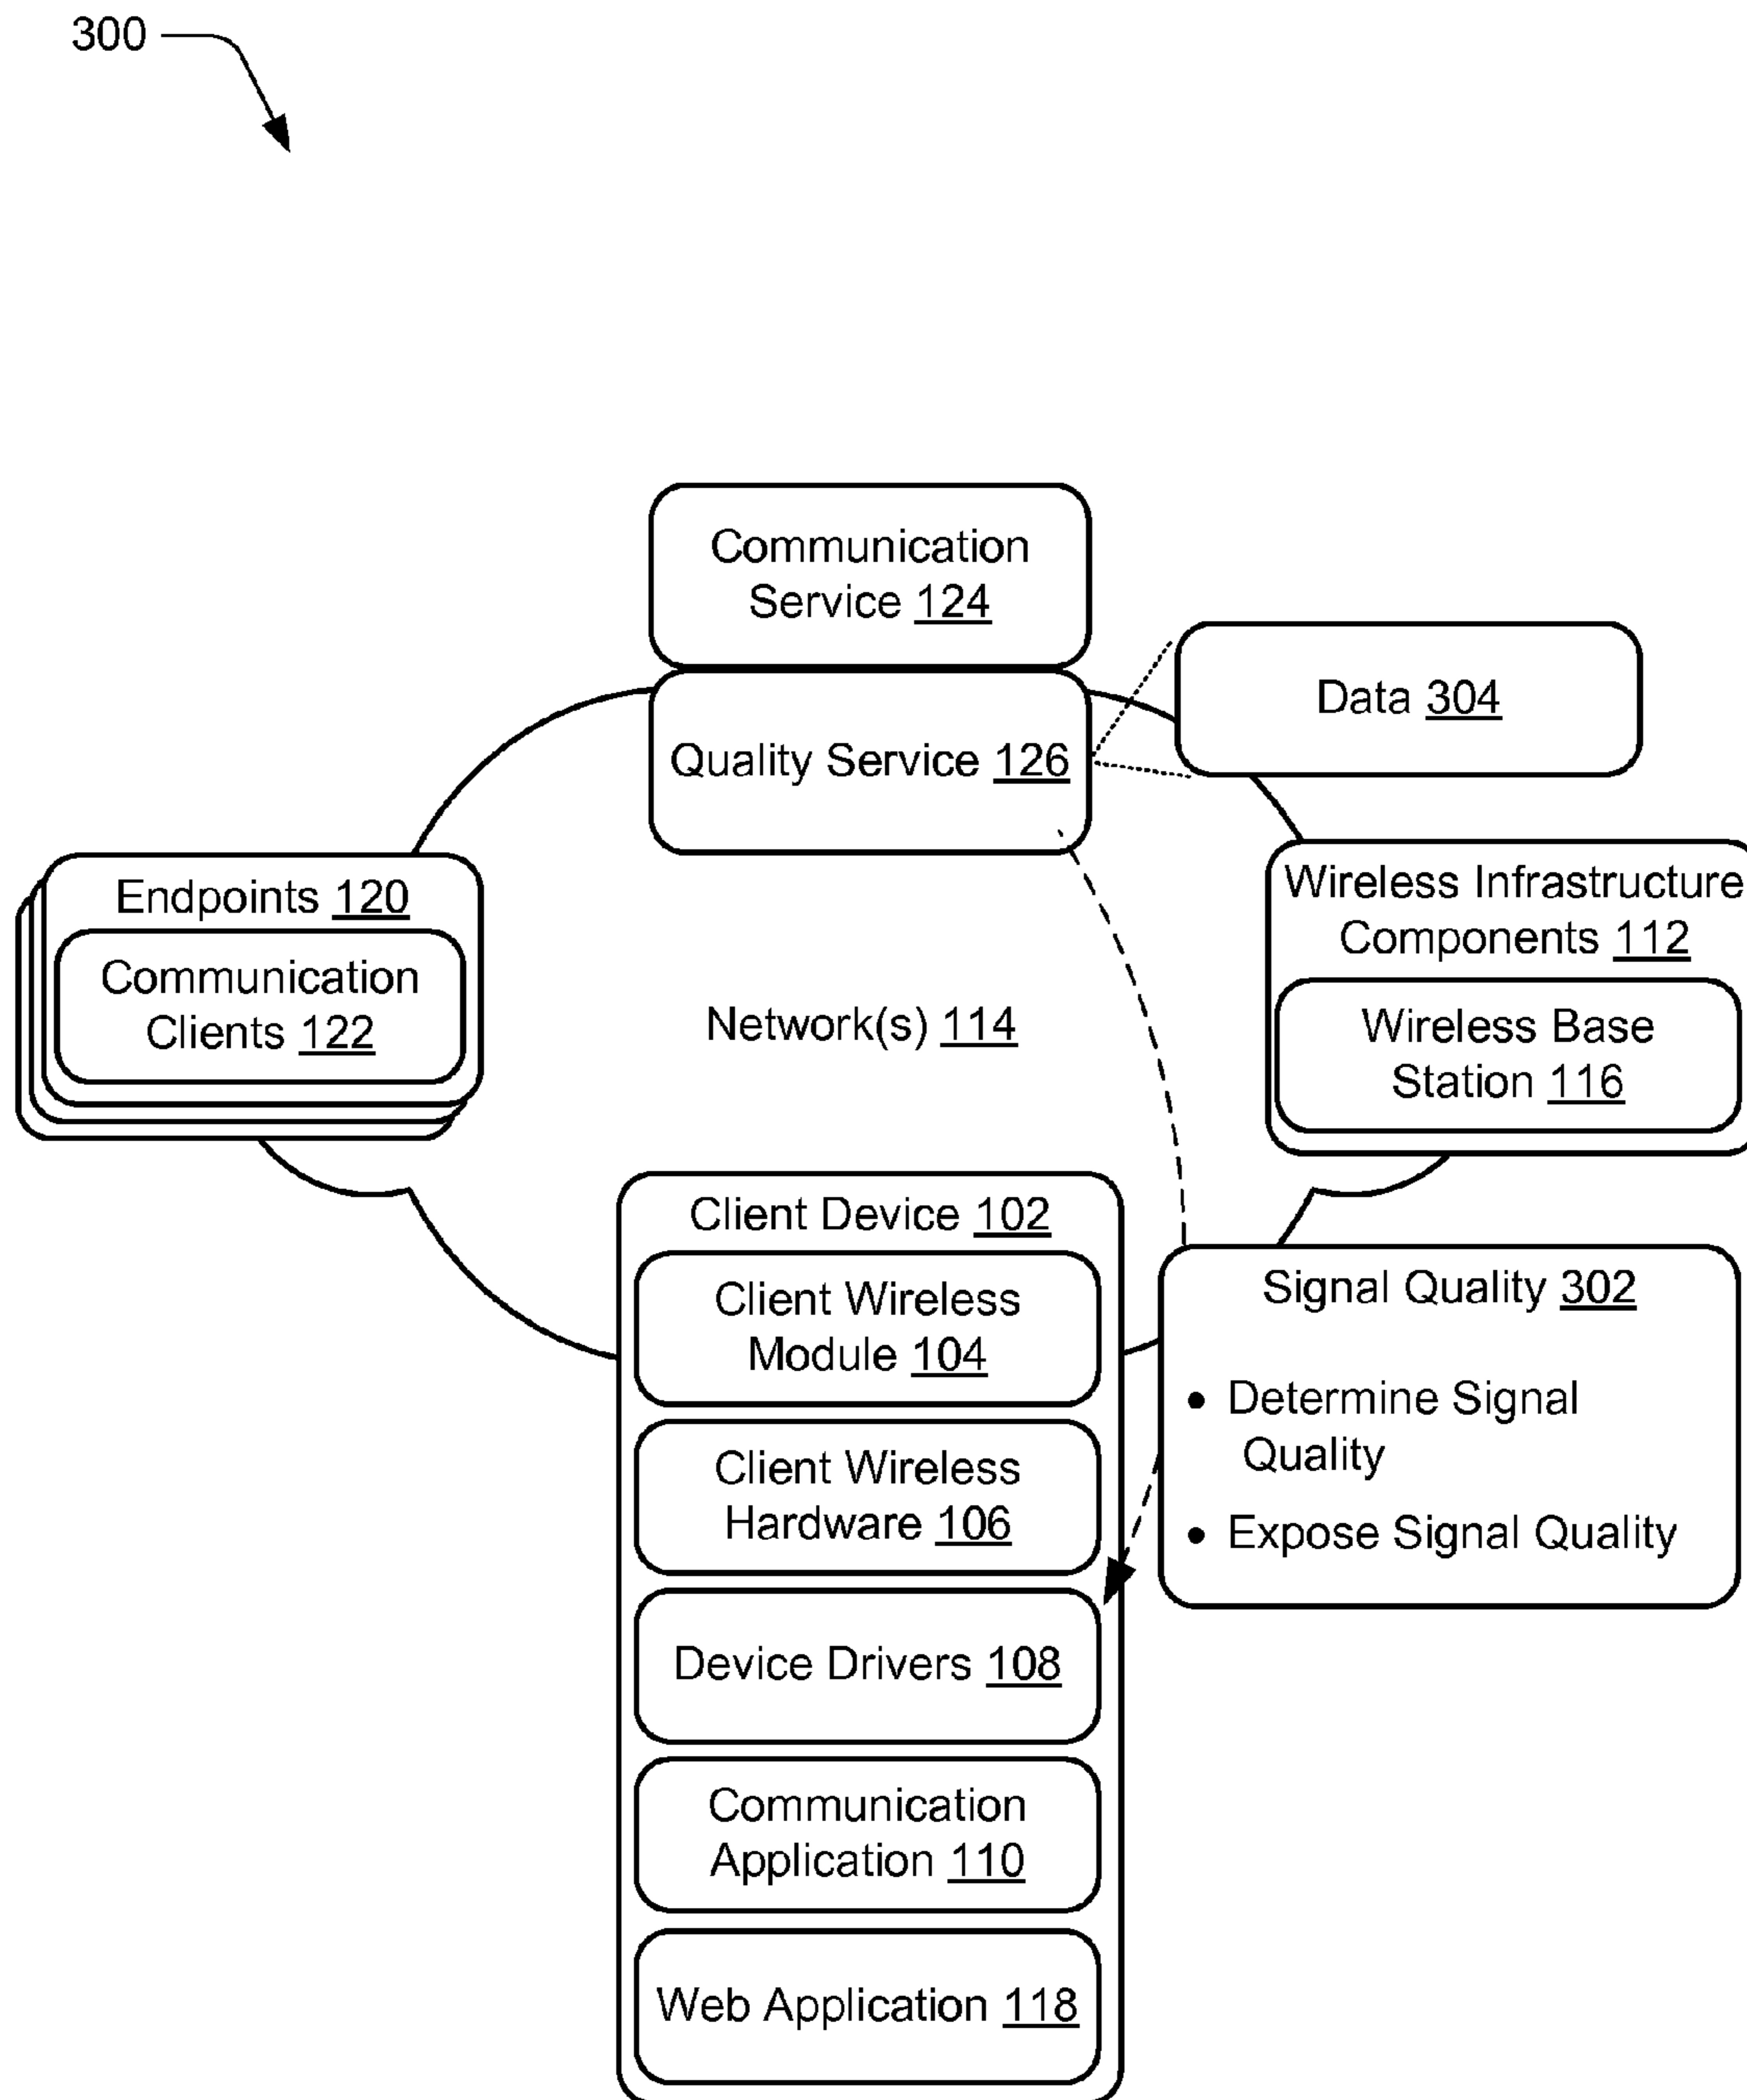 300
Communication
Service 124
Data 304
Quality Service 126
Endpoints 120
Communication
Clients 122
Wireless Infrastructure
Components 112
Wireless Base
Station 116
Network(s) 114
Client Device 102
Client Wireless
Module 104
Client Wireless
Hardware 106
Device Drivers 108
Communication
Application 110
Web Application 118
Signal Quality 302
• Determine Signal
Quality
• Expose Signal Quality